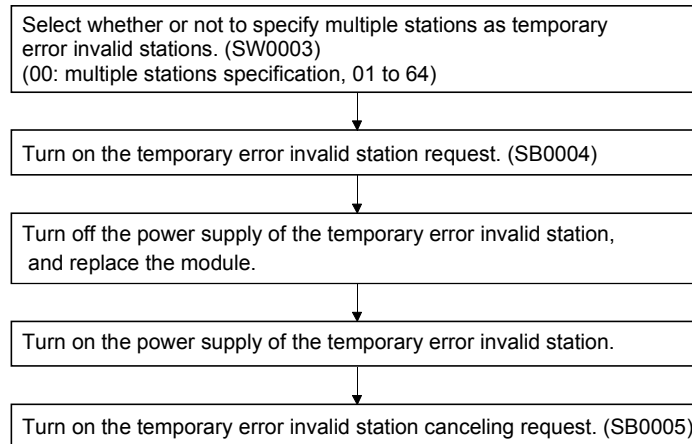 Select whether or not to specify multiple stations as temporary
error invalid stations. (SW0003)
(00: multiple stations specification, 01 to 64)
Turn on the temporary error invalid station request. (SB0004)
Turn off the power supply of the temporary error invalid station,
and replace the module.
Turn on the power supply of the temporary error invalid station.
Turn on the temporary error invalid station canceling request. (SB0005)